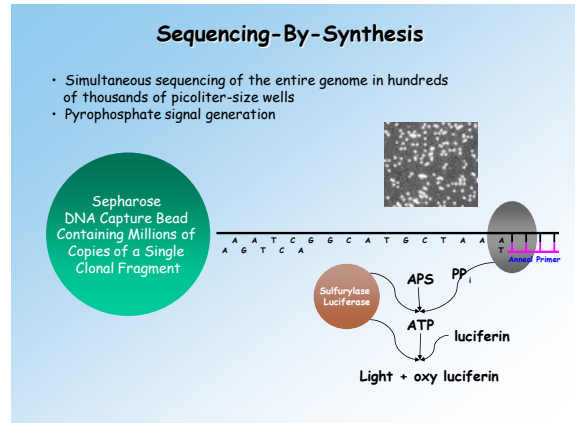 Sequencing-By-Synthesis
• Simultaneous sequencing of the entire genome in hundreds
of thousands of picoliter-size wells
• Pyrophosphate signal generation
Sepharose
DNA Capture Bead
Containing Millions of
Copies of a Single
Clonal Fragment
A A T C G G C A T G C T A A A
A G T C A T
Anneal Primer
Sulfurylase
Luciferase
APS
PPi
ATP
luciferin
Light + oxy luciferin